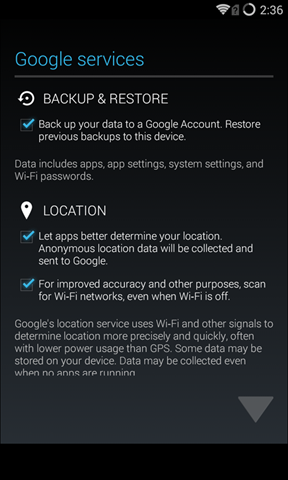 2:36
Google services
BACKUP & RESTORE
Back up your data to a Google Account. Restore
previous backups to this device.
Data includes apps, app settings, system settings, and
Wi-Fi passwords.
LOCATION
Let apps better determine your location.
Anonymous location data will be collected and
sent to Google.
For improved accuracy and other purposes, scan
for Wi-Fi networks, even when Wi-Fi is off.
Google's location service uses Wi-Fi and other signals to
determine location more precisely and quickly, often
with lower power usage than GPS. Some data may be
stored on your device. Data may be collected even
when no apps are running.